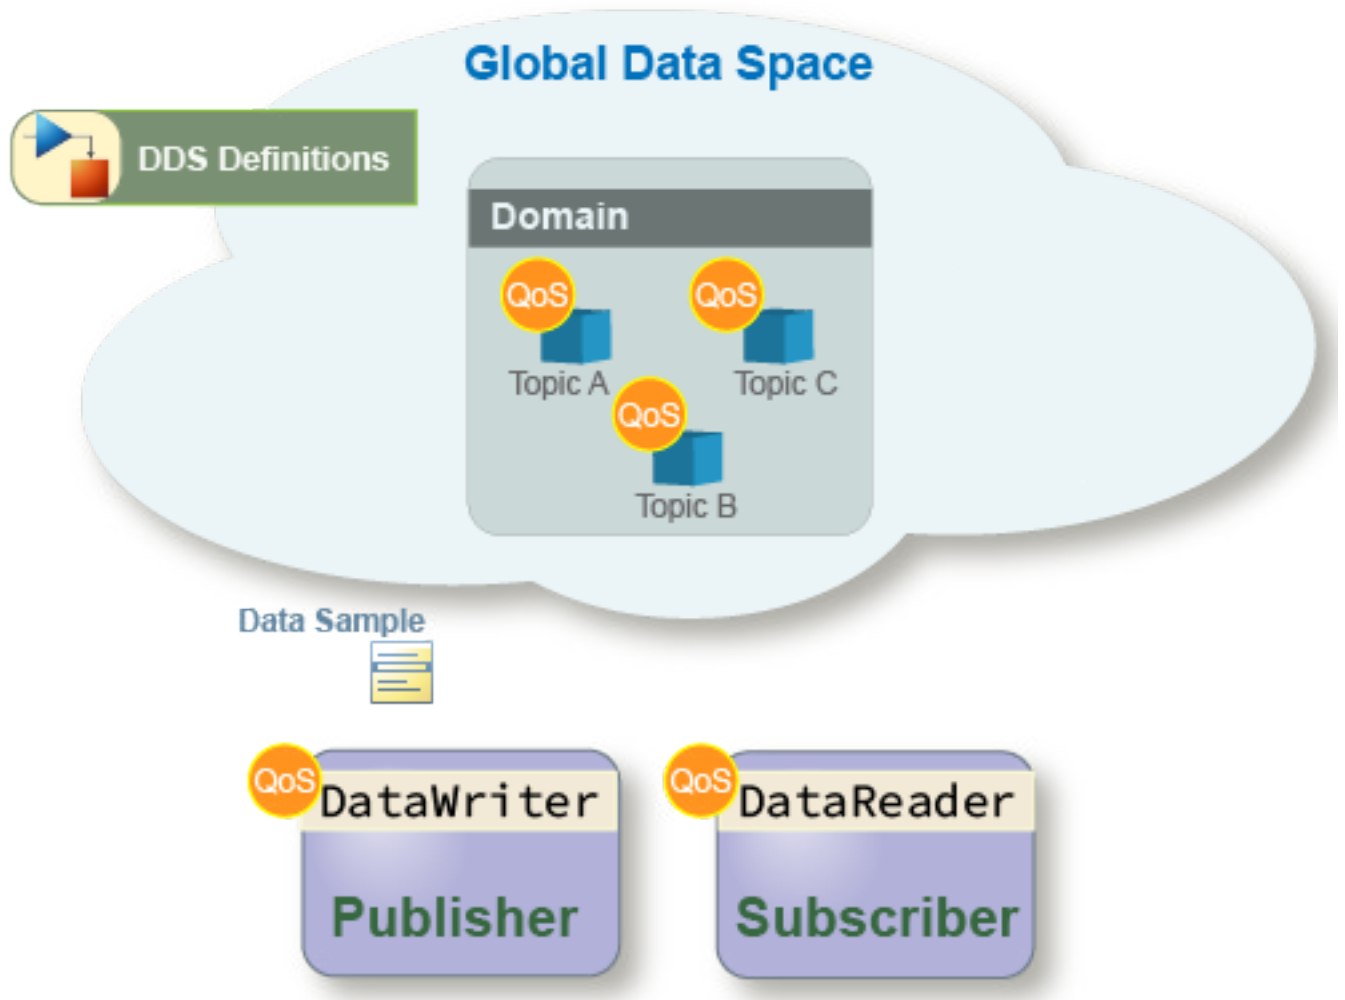 Global Data Space
DDS Definitions
Domain
QoS
QoS
Topic A
Topic C
QoS
Topic B
Data Sample
QoS
DataWriter
QoS
DataReader
Publisher
Subscriber